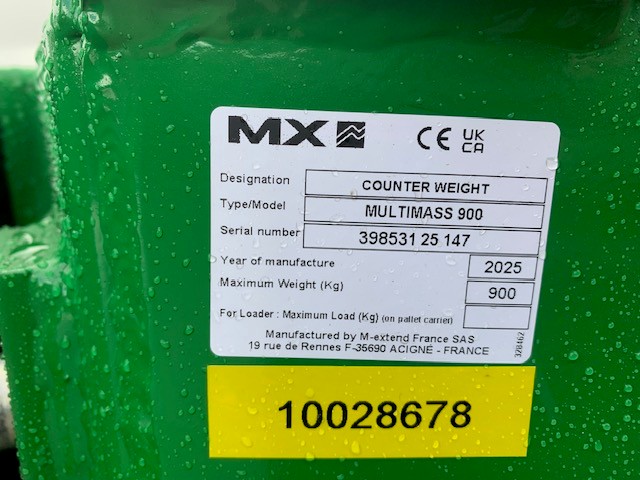 MX CE UK CA
Designation COUNTER WEIGHT
Type/Model MULTIMASS 900
Serial number 398531 25 147
Year of manufacture 2025
Maximum Weight (Kg) 900
For Loader : Maximum Load (Kg) (on pallet carrier)
Manufactured by M-extend France SAS
19 rue de Rennes F-35690 ACIGNÉ - FRANCE
328462
10028678